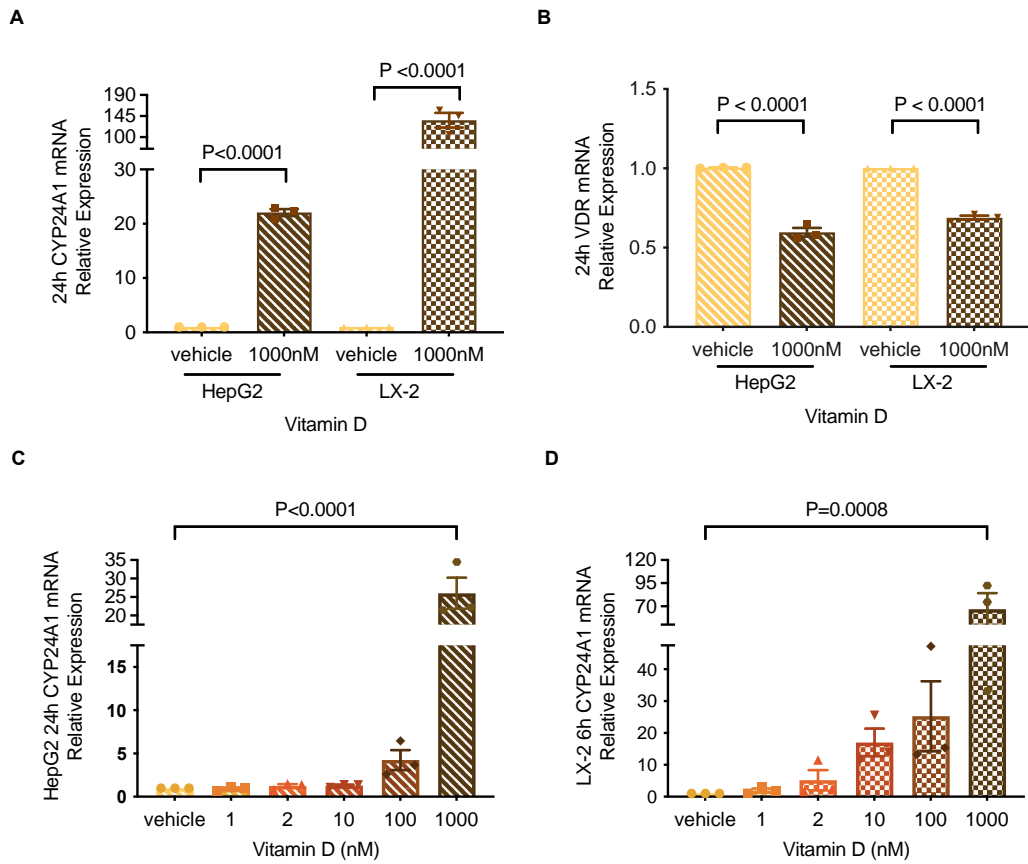 A
24h CYP24A1 mRNA
Relative Expression
190
145
100
30
20
10
0
P<0.0001
P <0.0001
vehicle 1000nM vehicle 1000nM
HepG2 LX-2
Vitamin D
B
24h VDR mRNA
Relative Expression
1.5
1.0
0.5
0.0
P < 0.0001 P < 0.0001
vehicle 1000nM vehicle 1000nM
HepG2 LX-2
Vitamin D
C
HepG2 24h CYP24A1 mRNA
Relative Expression
P<0.0001
35
30
25
20
15
10
5
0
vehicle 1 2 10 100 1000
Vitamin D (nM)
D
LX-2 6h CYP24A1 mRNA
Relative Expression
P=0.0008
120
95
70
50
40
30
20
10
0
vehicle 1 2 10 100 1000
Vitamin D (nM)